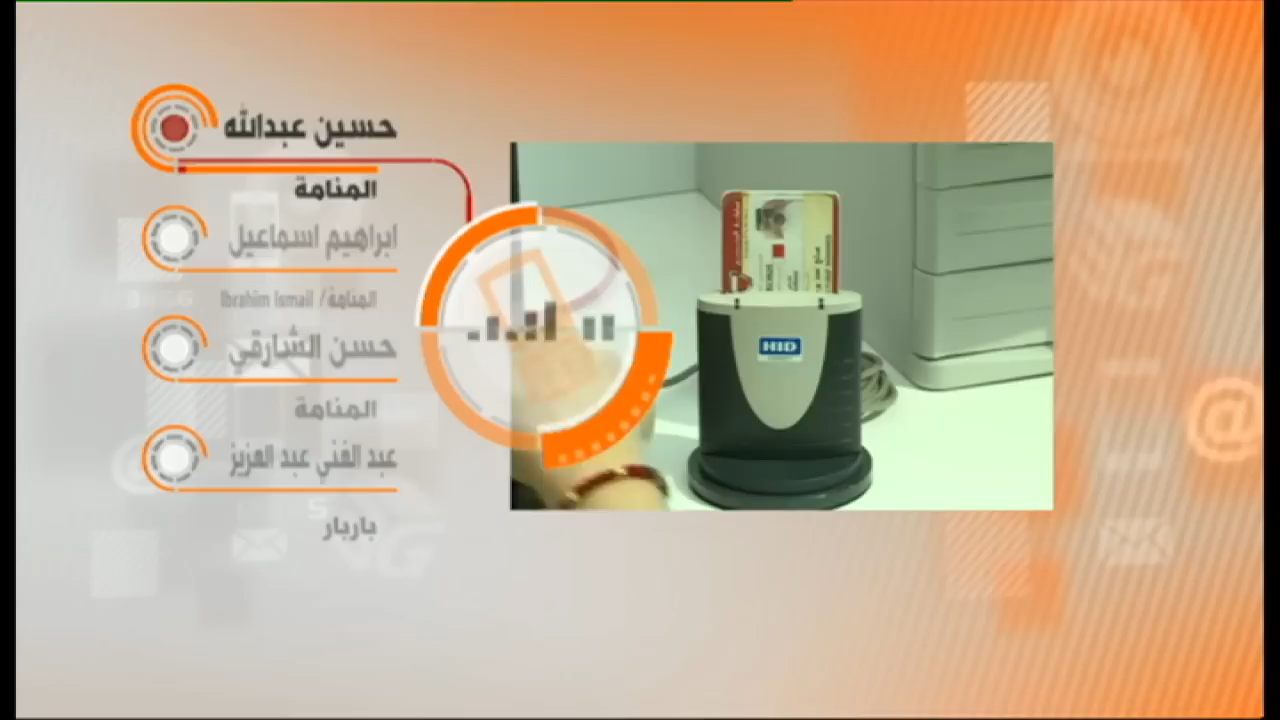 حسين عبدالله
المنامة
ابراهيم اسماعيل
المنامة / Ibrahim Ismail
حسن الشارقي
المنامة
عبد الغني عبد العزيز
باربار
HID
@